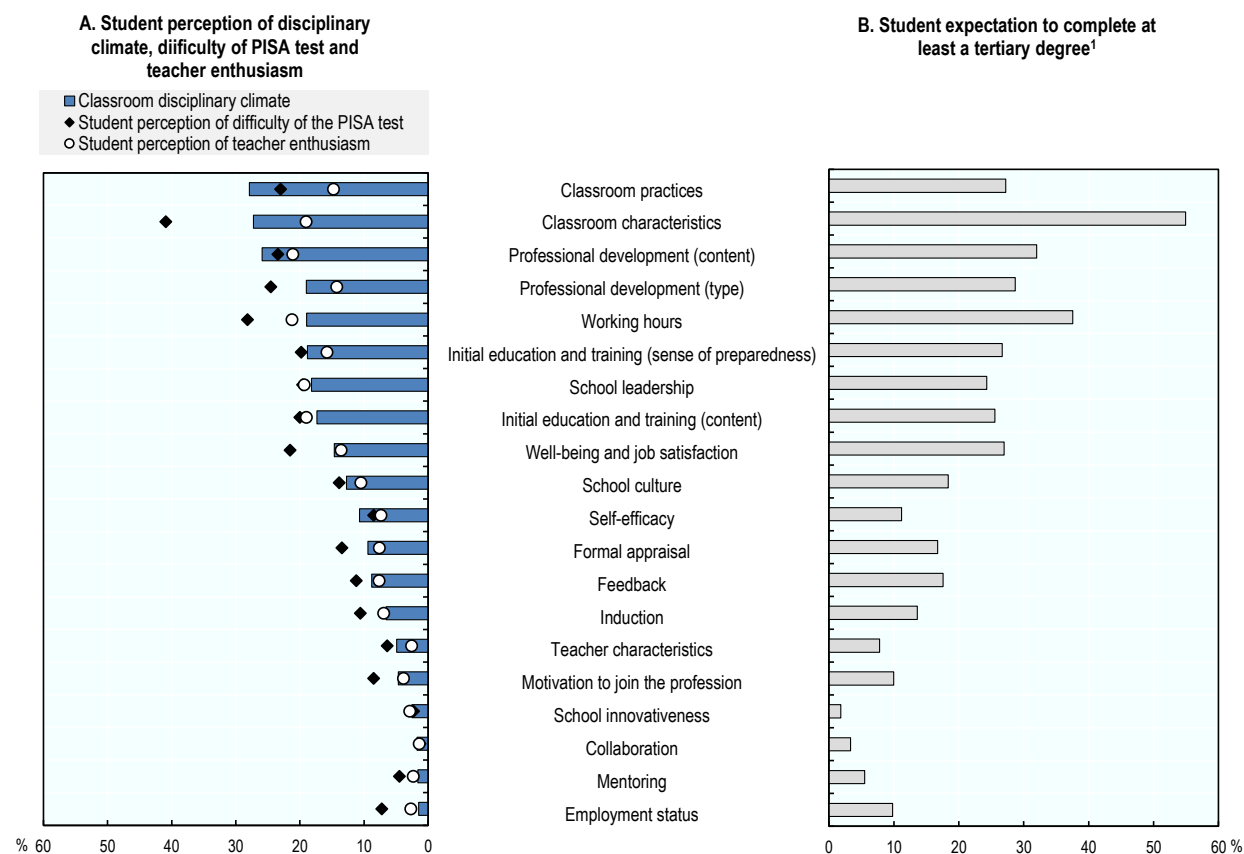 A. Student perception of disciplinary
climate, diificulty of PISA test and
teacher enthusiasm
Classroom disciplinary climate
Student perception of difficulty of the PISA test
Student perception of teacher enthusiasm
B. Student expectation to complete at
least a tertiary degree¹
Classroom practices
Classroom characteristics
Professional development (content)
Professional development (type)
Working hours
Initial education and training (sense of preparedness)
School leadership
Initial education and training (content)
Well-being and job satisfaction
School culture
Self-efficacy
Formal appraisal
Feedback
Induction
Teacher characteristics
Motivation to join the profession
School innovativeness
Collaboration
Mentoring
Employment status
% 60 50 40 30 20 10 0
0 10 20 30 40 50 60 %